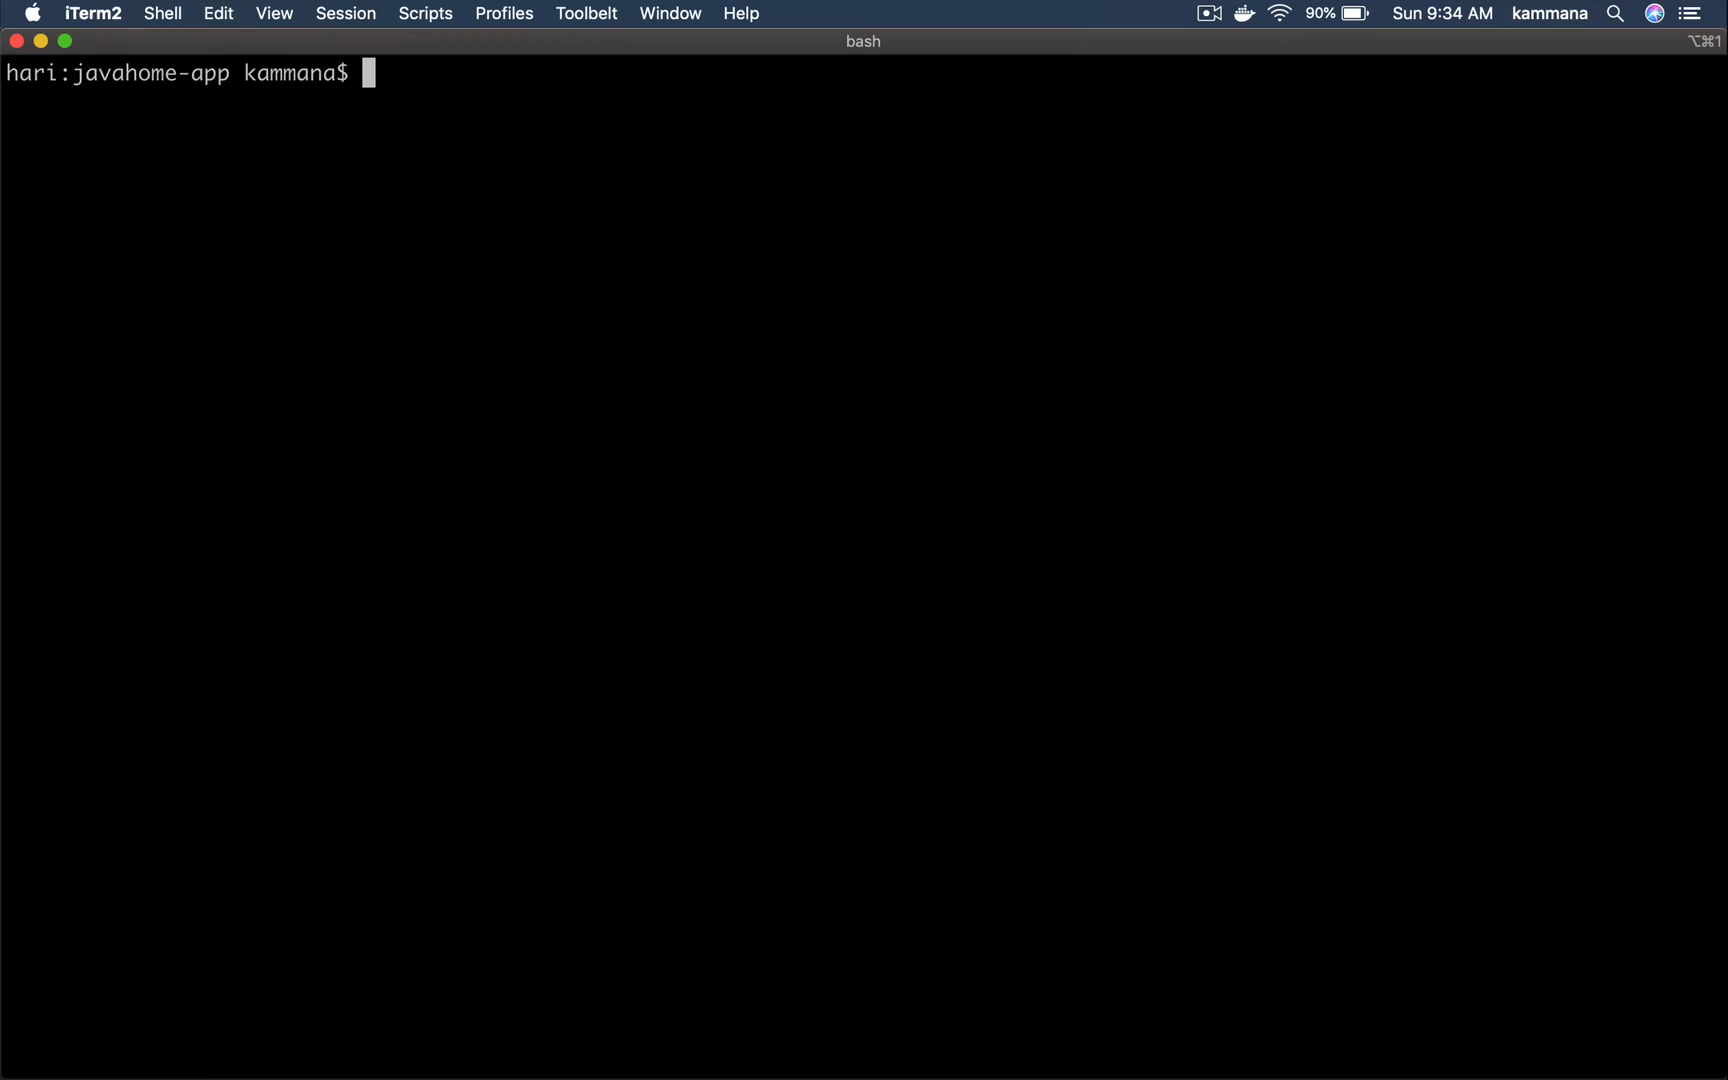 iTerm2 Shell Edit View Session Scripts Profiles Toolbelt Window Help 90% Sun 9:34 AM kammana
bash ⌥⌘1
hari:javahome-app kammana$